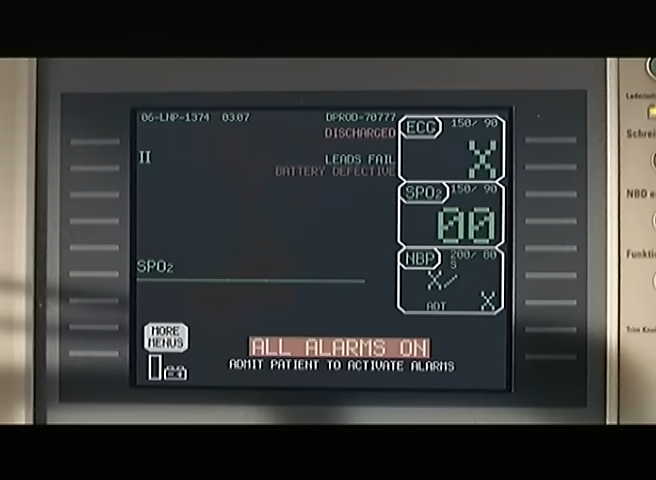 06-LHP-1374 03:07
DPROD-70777
DISCHARGED
ECG 150/ 90
X
II
LEADS FAIL
BATTERY DEFECTIVE
SPO2 150/ 90
00
NBP 200/ 80
S
X/
ADT X
SPO2
MORE
MENUS
ALL ALARMS ON
ADMIT PATIENT TO ACTIVATE ALARMS
NBD